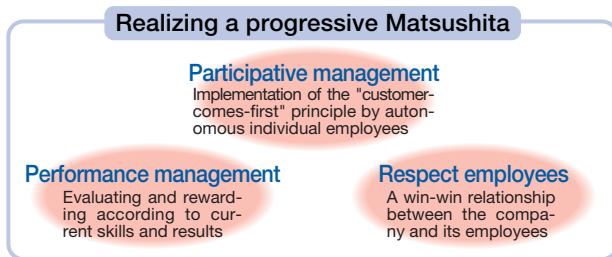 Realizing a progressive Matsushita
Participative management
Implementation of the "customer-
comes-first" principle by auton-
omous individual employees
Performance management
Evaluating and reward-
ing according to cur-
rent skills and results
Respect employees
A win-win relationship
between the compa-
ny and its employees